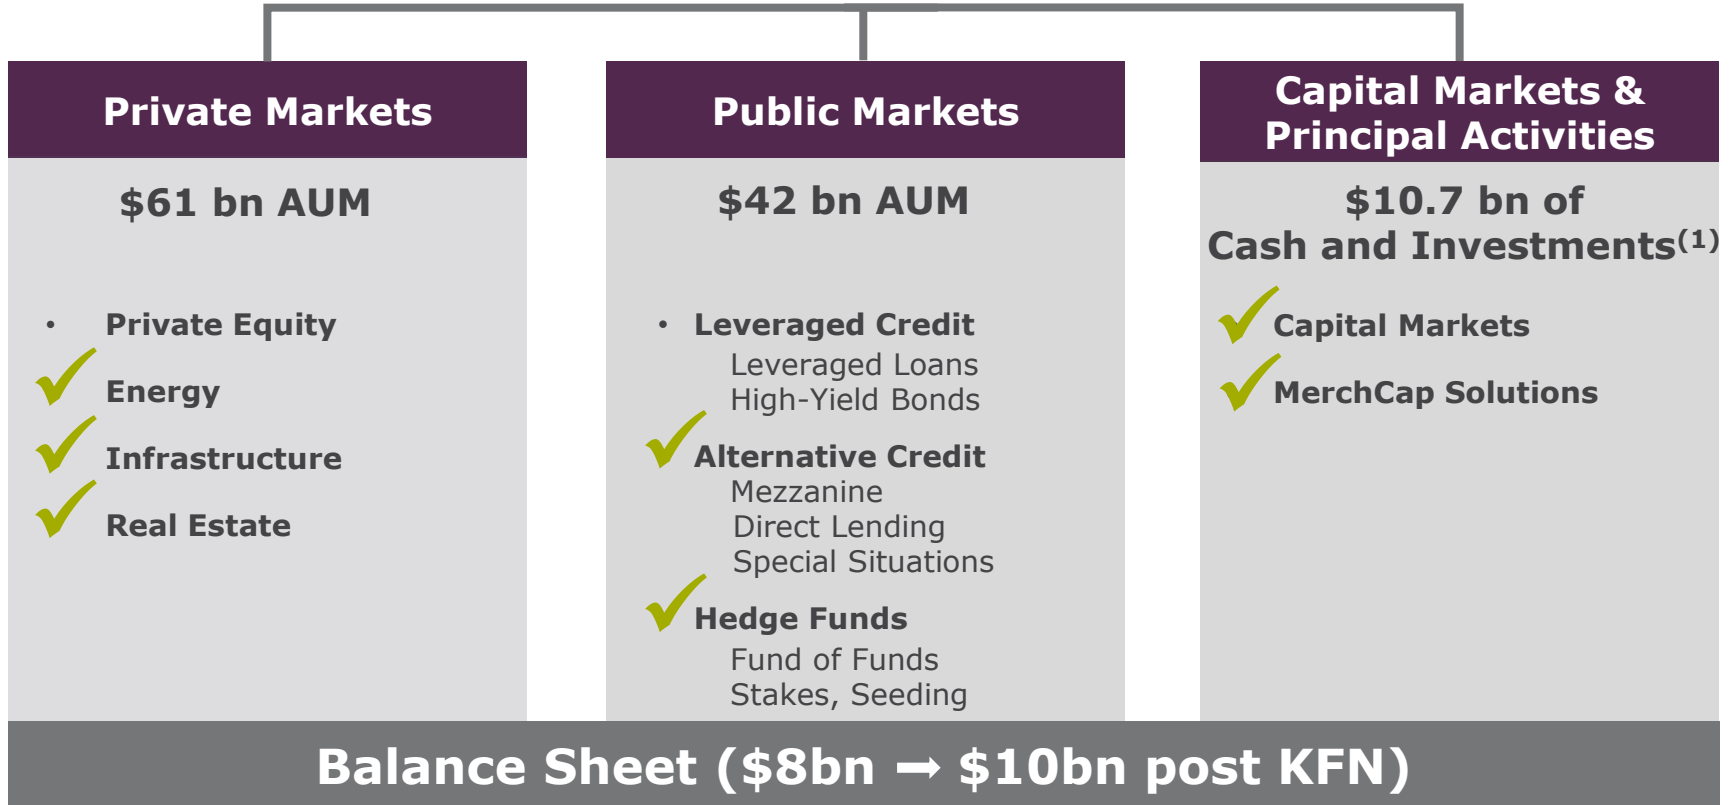 Private Markets
$61 bn AUM
• Private Equity
Energy
Infrastructure
Real Estate
Public Markets
$42 bn AUM
• Leveraged Credit
Leveraged Loans
High-Yield Bonds
Alternative Credit
Mezzanine
Direct Lending
Special Situations
Hedge Funds
Fund of Funds
Stakes, Seeding
Capital Markets &
Principal Activities
$10.7 bn of
Cash and Investments(1)
Capital Markets
MerchCap Solutions
Balance Sheet ($8bn ➞ $10bn post KFN)